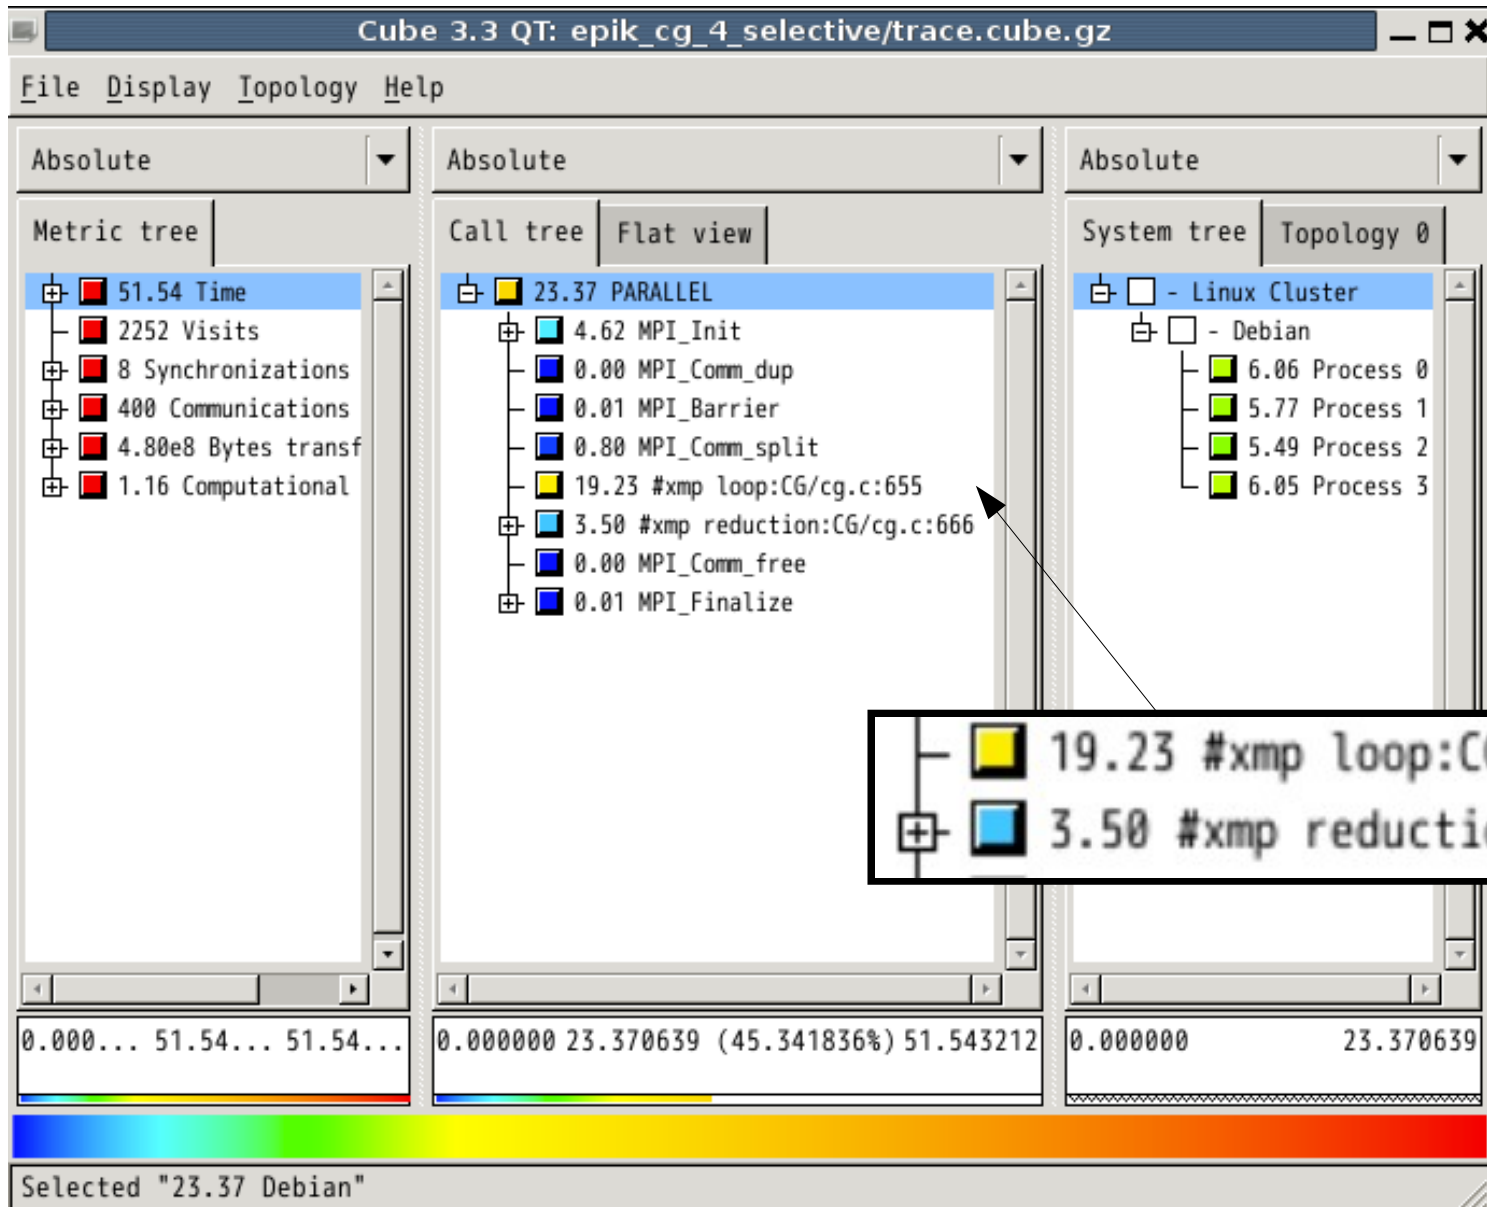 Cube 3.3 QT: epik_cg_4_selective/trace.cube.gz
File Display Topology Help
Absolute
Metric tree
51.54 Time
2252 Visits
8 Synchronizations
400 Communications
4.80e8 Bytes transf
1.16 Computational
0.000... 51.54... 51.54...
Absolute
Call tree Flat view
23.37 PARALLEL
4.62 MPI_Init
0.00 MPI_Comm_dup
0.01 MPI_Barrier
0.80 MPI_Comm_split
19.23 #xmp loop:CG/cg.c:655
3.50 #xmp reduction:CG/cg.c:666
0.00 MPI_Comm_free
0.01 MPI_Finalize
0.000000 23.370639 (45.341836%) 51.543212
Absolute
System tree Topology 0
- Linux Cluster
- Debian
6.06 Process 0
5.77 Process 1
5.49 Process 2
6.05 Process 3
19.23 #xmp loop:C
3.50 #xmp reducti
0.000000 23.370639
Selected "23.37 Debian"